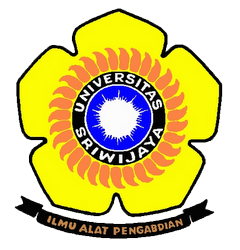 UNIVERSITAS
SRIWIJAYA
ILMU ALAT PENGABDIAN